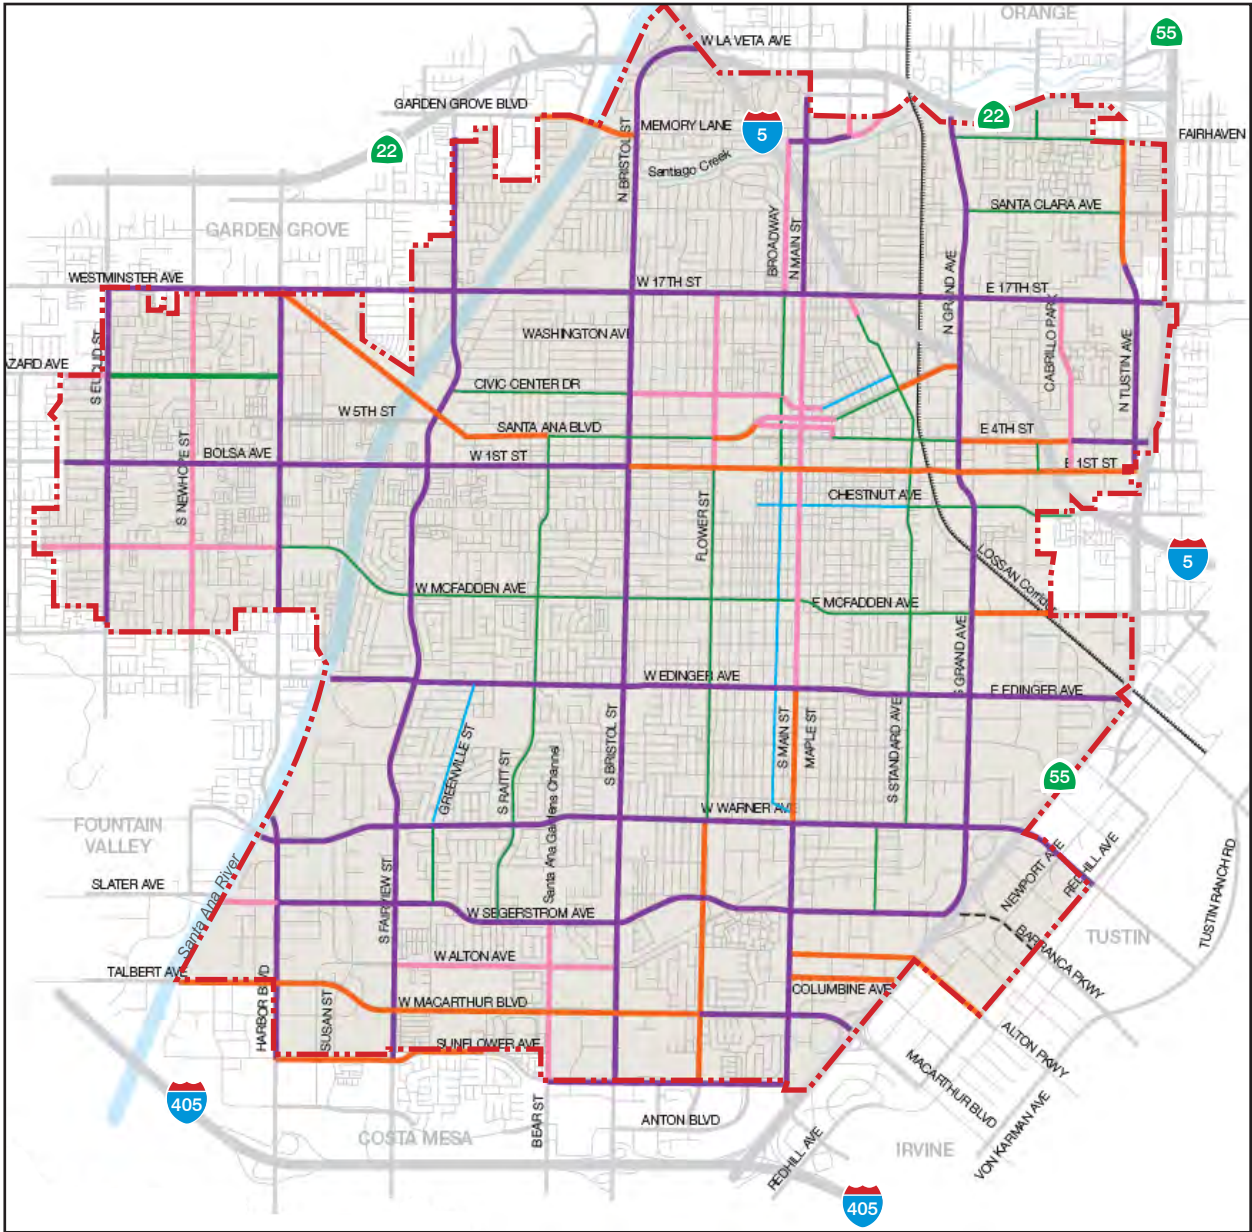 ORANGE
55
W LA VETA AVE
GARDEN GROVE BLVD
22
MEMORY LANE
5
22
FAIRHAVEN
N BRISTOL ST
Santiago Creek
SANTA CLARA AVE
GARDEN GROVE
BROADWAY
N MAIN ST
N GRAND AVE
WESTMINSTER AVE
W 17TH ST
E 17TH ST
CABRILLO PARK
N TUSTIN AVE
S EUCLID ST
WASHINGTON AV
AZARD AVE
CIVIC CENTER DR
W 5TH ST
SANTA ANA BLVD
E 4TH ST
S NEWHOPE ST
BOLSA AVE
W 1ST ST
E 1ST ST
CHESTNUT AVE
FLOWER ST
5
LOSSAN Corridor
W MCFADDEN AVE
E MCFADDEN AVE
S GRAND AVE
W EDINGER AVE
E EDINGER AVE
GREENVILLE ST
S RAITT ST
Santa Ana Gardens Channel
S BRISTOL ST
S MAIN ST
MAPLE ST
S STANDARD AVE
55
W WARNER AVE
FOUNTAIN
VALLEY
SLATER AVE
Santa Ana River
S FAIRVIEW ST
W SEGERSTROM AVE
NEWPORT AVE
REDHILL AVE
TUSTIN RANCH RD
TUSTIN
BARRANCA PKWY
W ALTON AVE
TALBERT AVE
HARBOR BLVD
SUSAN ST
W MACARTHUR BLVD
COLUMBINE AVE
SUNFLOWER AVE
ALTON PKWY
MACARTHUR BLVD
405
BEAR ST
ANTON BLVD
COSTA MESA
REDHILL AVE
IRVINE
VON KARMAN AVE
405